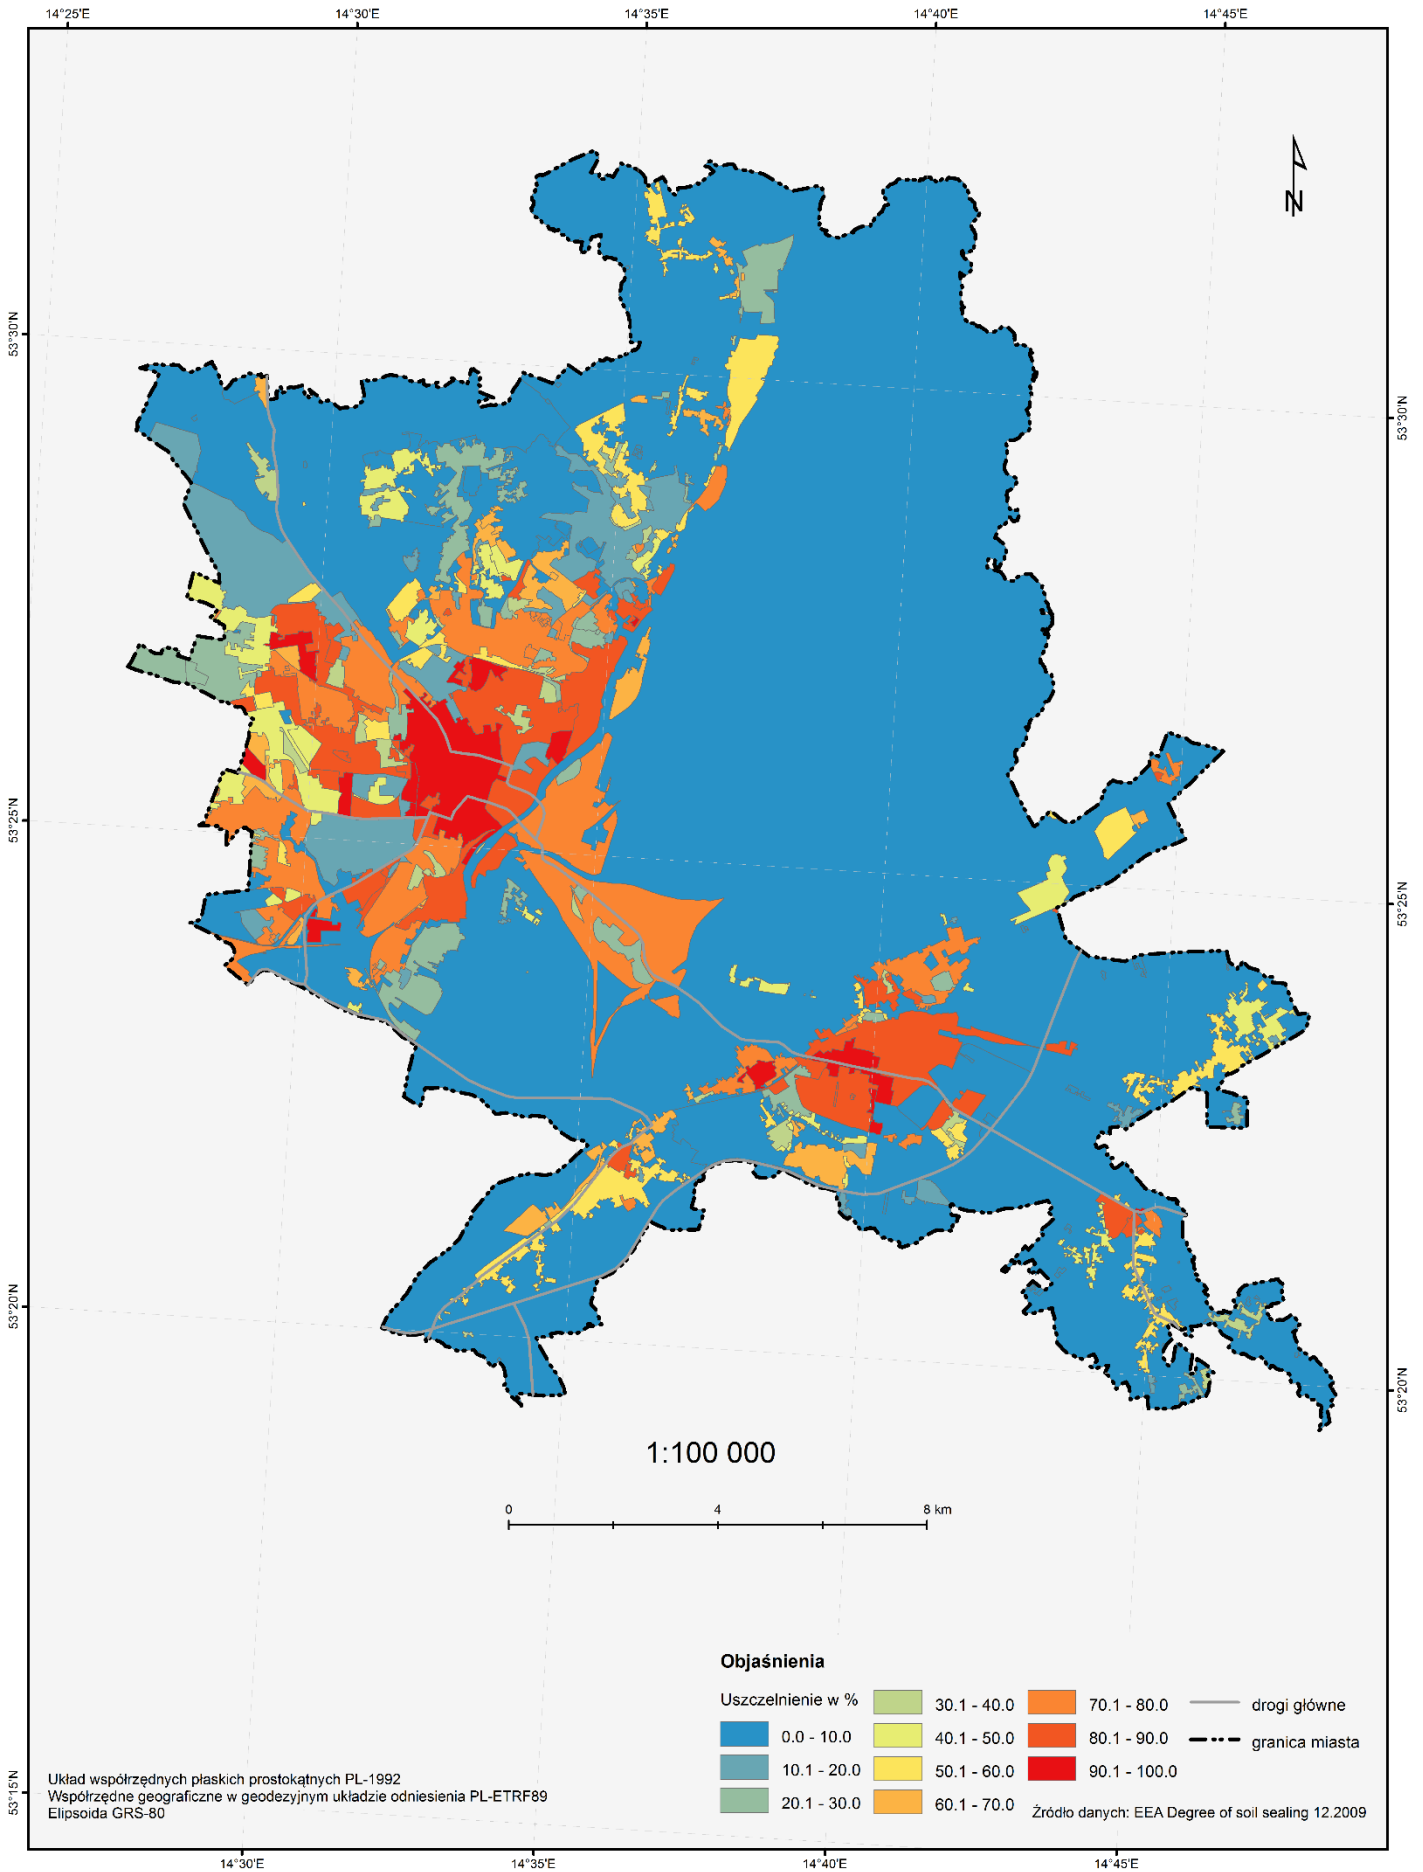 14°25'E 14°30'E 14°35'E 14°40'E 14°45'E
N
53°30'N
53°30'N
53°25'N
53°25'N
53°20'N
53°20'N
1:100 000
0 4 8 km
Objaśnienia
Uszczelnienie w %
0.0 - 10.0
10.1 - 20.0
20.1 - 30.0
30.1 - 40.0
40.1 - 50.0
50.1 - 60.0
60.1 - 70.0
70.1 - 80.0
80.1 - 90.0
90.1 - 100.0
drogi główne
granica miasta
53°15'N
Układ współrzędnych płaskich prostokątnych PL-1992
Współrzędne geograficzne w geodezyjnym układzie odniesienia PL-ETRF89
Elipsoida GRS-80
Źródło danych: EEA Degree of soil sealing 12.2009
14°30'E 14°35'E 14°40'E 14°45'E